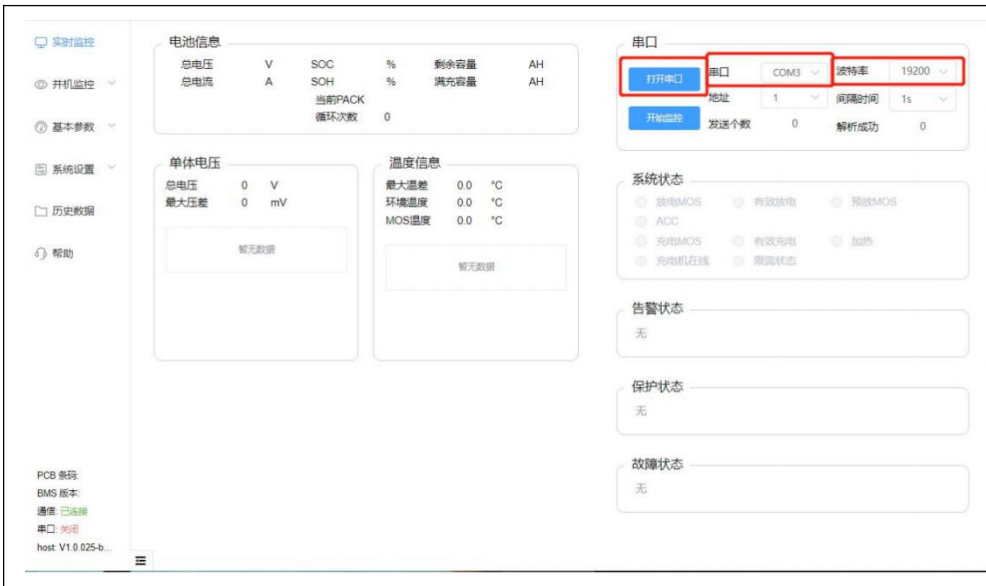 实时监控
并机监控
基本参数
系统设置
历史数据
帮助
PCB 条码:
BMS 版本:
通信: 已连接
串口: 关闭
host: V1.0.025-b...
电池信息
总电压 V SOC % 剩余容量 AH
总电流 A SOH % 满充容量 AH
当前PACK
循环次数 0
单体电压
总电压 0 V
最大压差 0 mV
暂无数据
温度信息
最大温差 0.0 °C
环境温度 0.0 °C
MOS温度 0.0 °C
暂无数据
串口
打开串口 串口 COM3 波特率 19200
地址 1 间隔时间 1s
开始监控 发送个数 0 解析成功 0
系统状态
放电MOS 有效放电 预放MOS
ACC
充电MOS 有效充电 加热
充电机在线 限流状态
告警状态
无
保护状态
无
故障状态
无